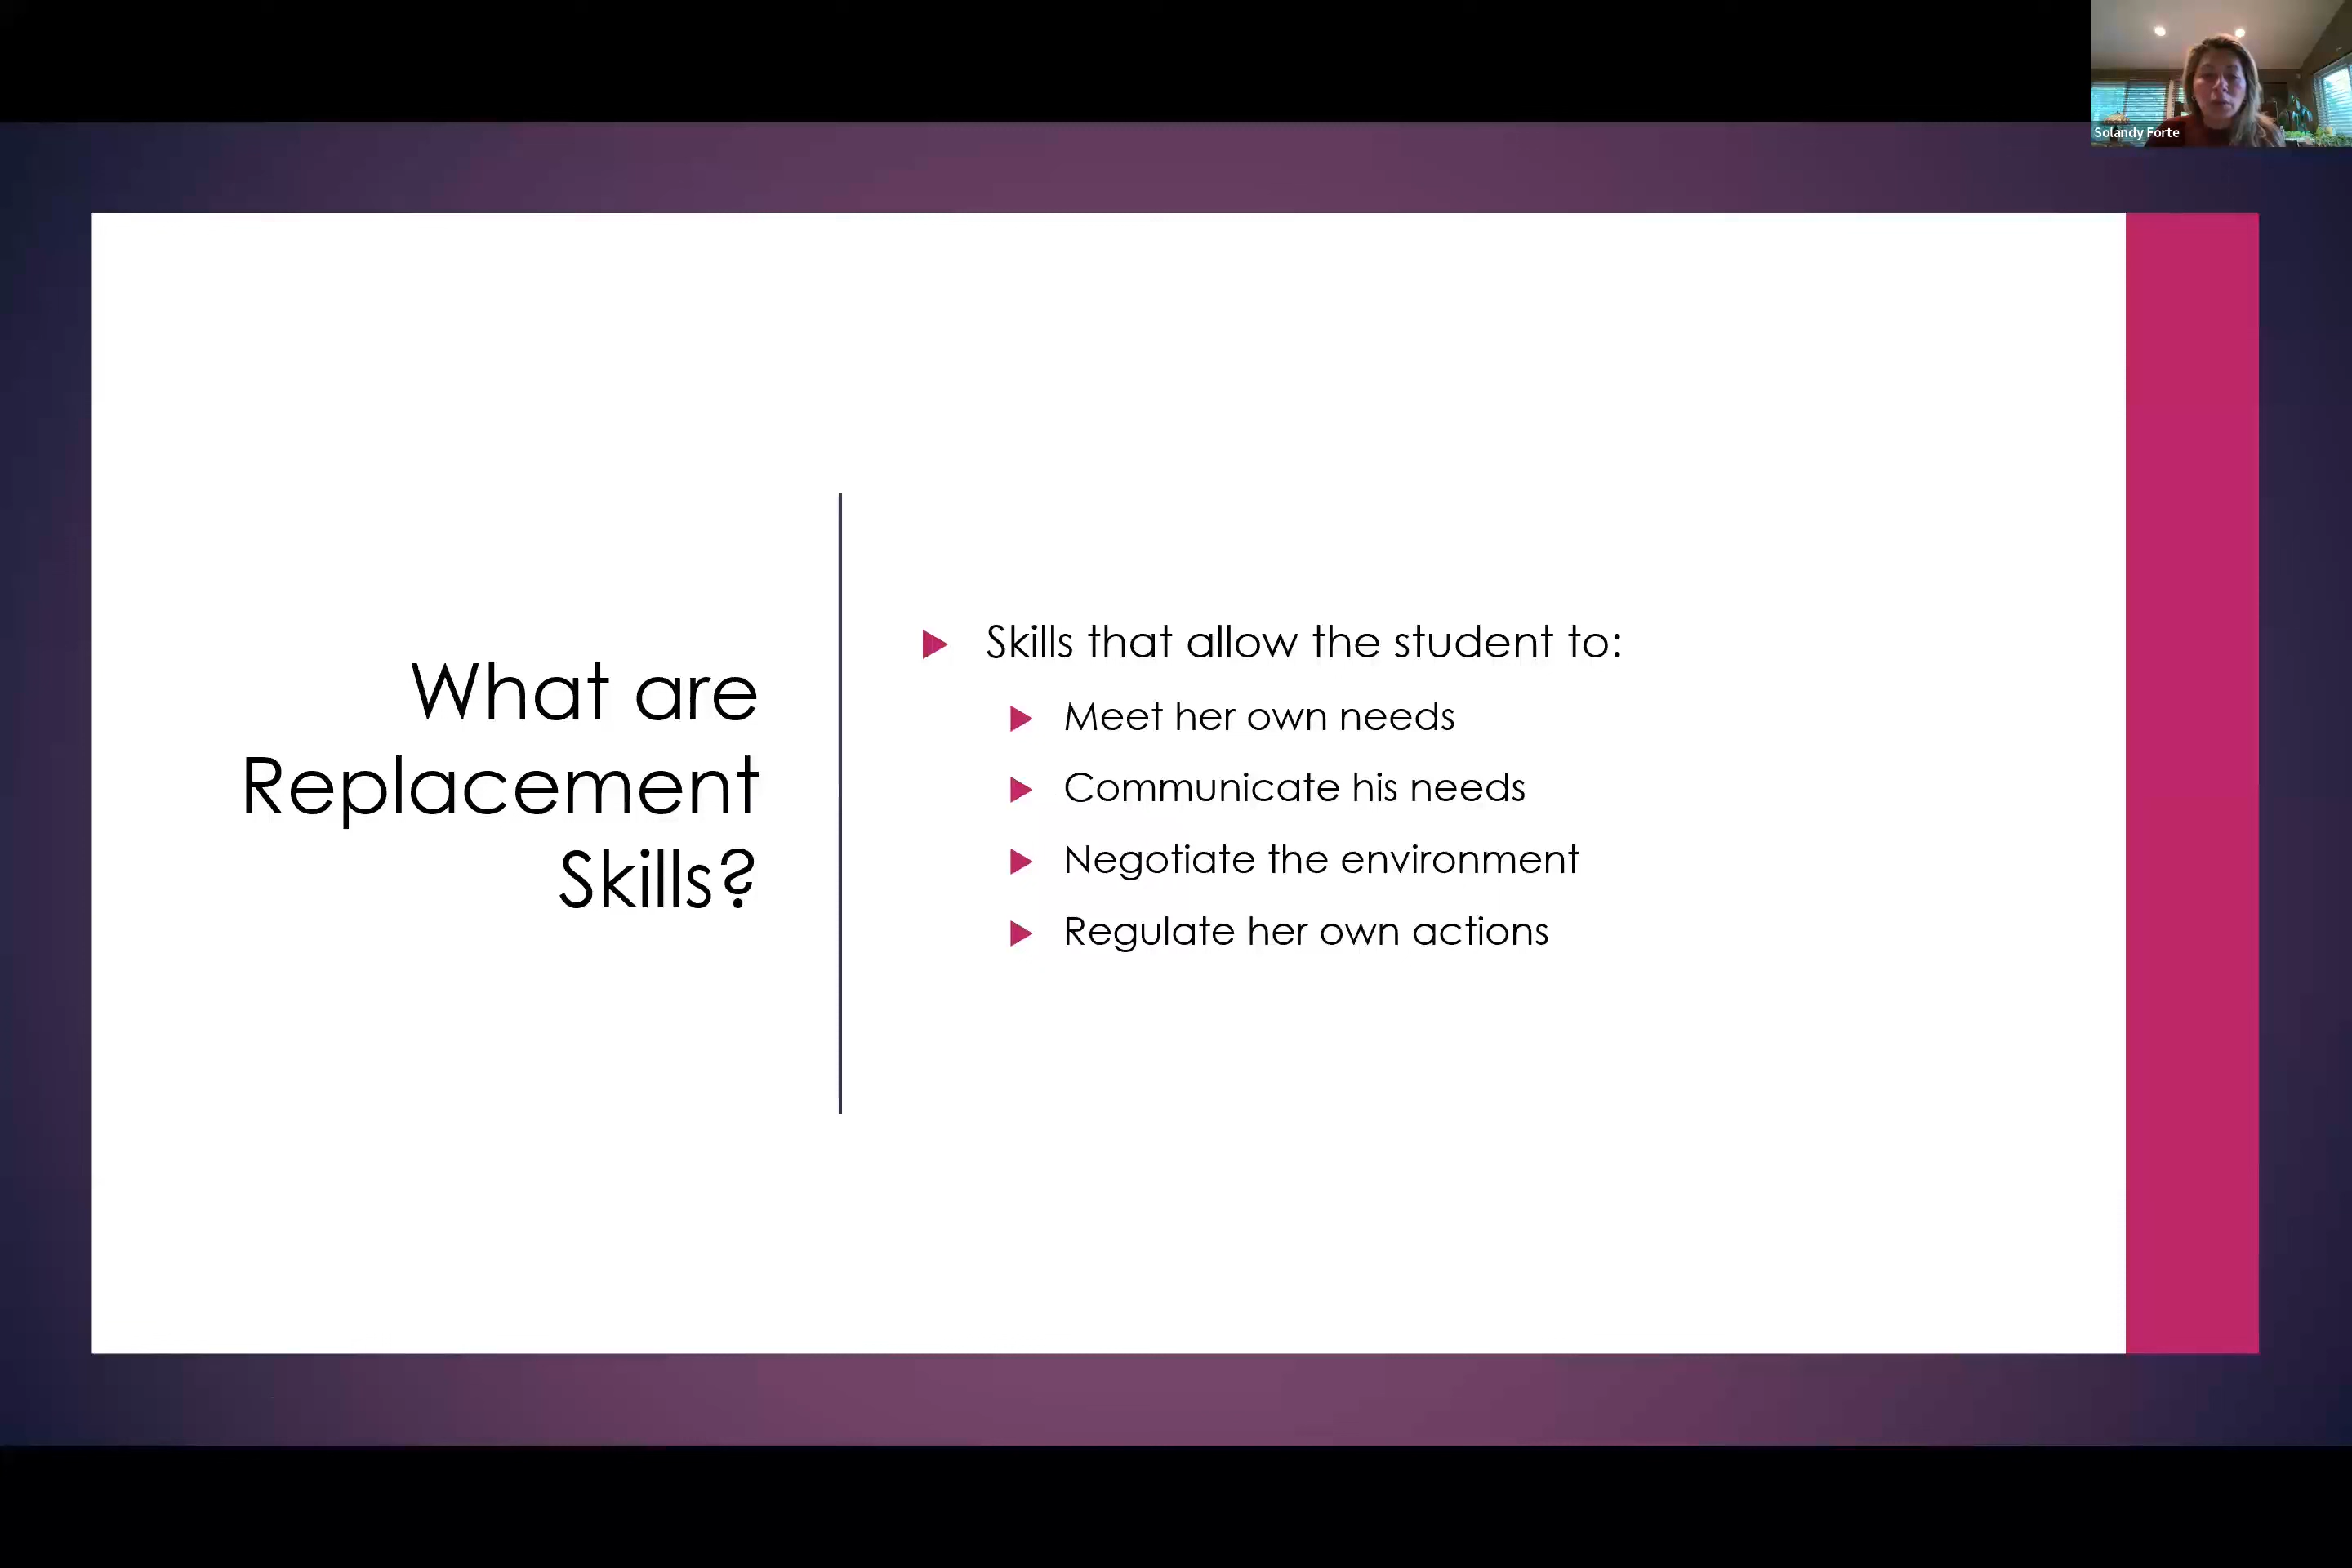 Solandy Forte
What are
Replacement
Skills?
Skills that allow the student to:
Meet her own needs
Communicate his needs
Negotiate the environment
Regulate her own actions